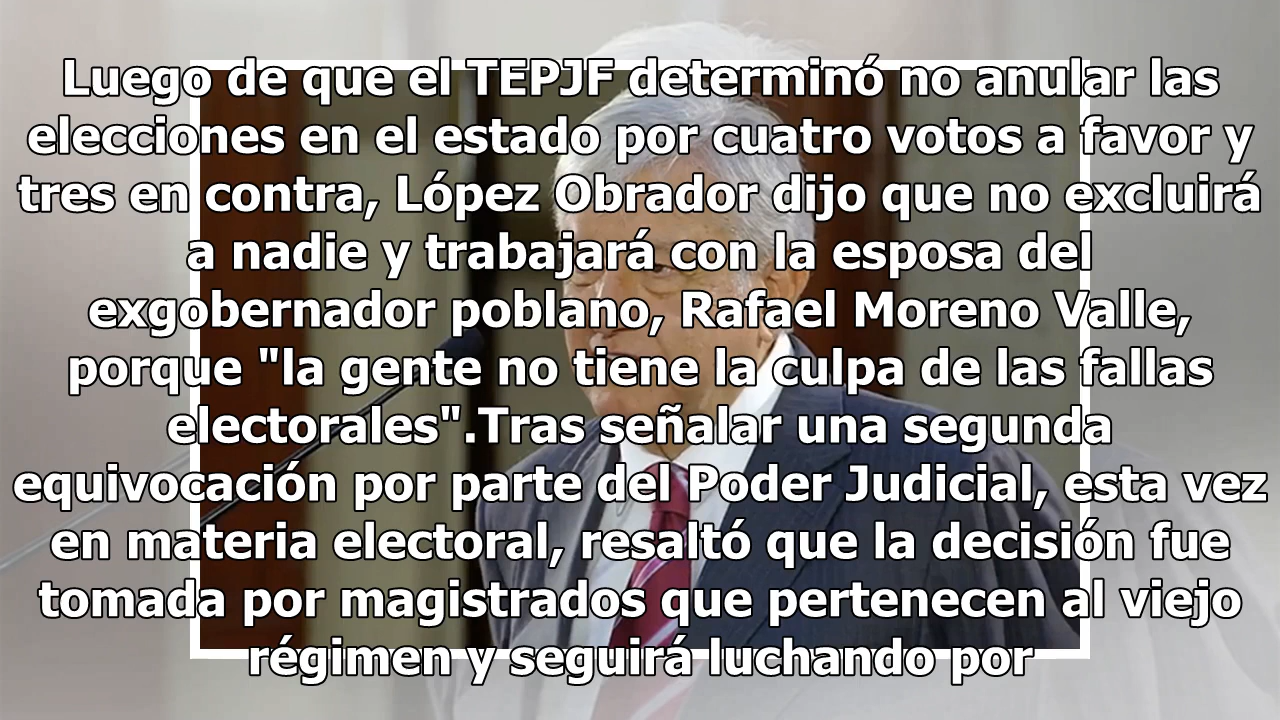 Luego de que el TEPJF determinó no anular las
elecciones en el estado por cuatro votos a favor y
tres en contra, López Obrador dijo que no excluirá
a nadie y trabajará con la esposa del
exgobernador poblano, Rafael Moreno Valle,
porque "la gente no tiene la culpa de las fallas
electorales".Tras señalar una segunda
equivocación por parte del Poder Judicial, esta vez
en materia electoral, resaltó que la decisión fue
tomada por magistrados que pertenecen al viejo
régimen y seguirá luchando por